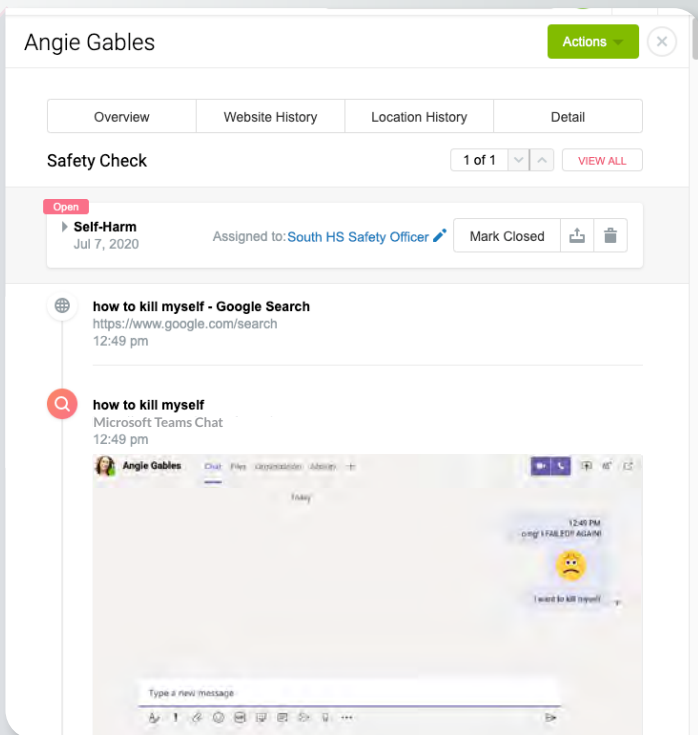 Angie Gables
Actions
Overview Website History Location History Detail
Safety Check
1 of 1
VIEW ALL
Open
Self-Harm
Jul 7, 2020
Assigned to: South HS Safety Officer
Mark Closed
how to kill myself - Google Search
https://www.google.com/search
12:49 pm
how to kill myself
Microsoft Teams Chat
12:49 pm
Angie Gables Chat Files Organization Activity
Today
12:49 PM
omg! I FAILED!! AGAIN!
I want to kill myself
Type a new message